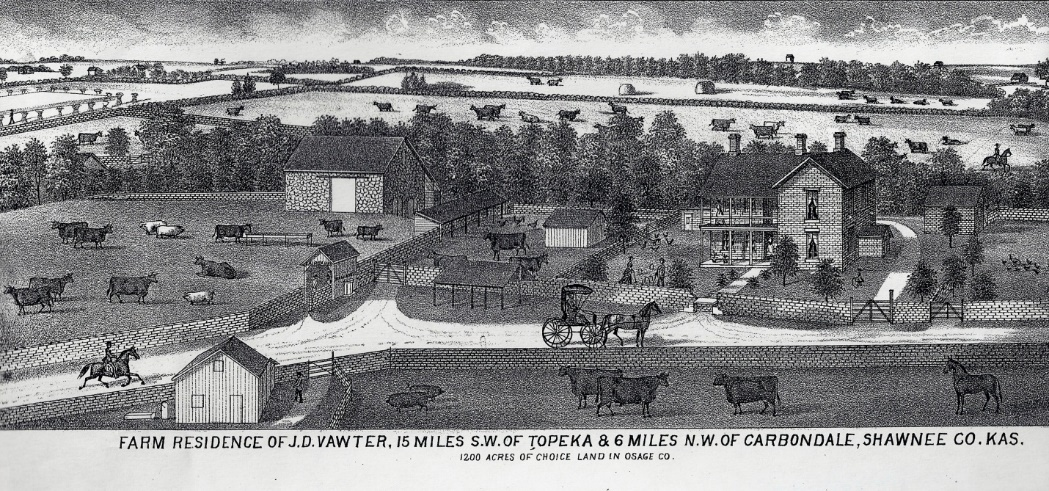 FARM RESIDENCE OF J.D. VAWTER, 15 MILES S.W. OF TOPEKA & 6 MILES N.W. OF CARBONDALE, SHAWNEE CO. KAS.
1200 ACRES OF CHOICE LAND IN OSAGE CO.